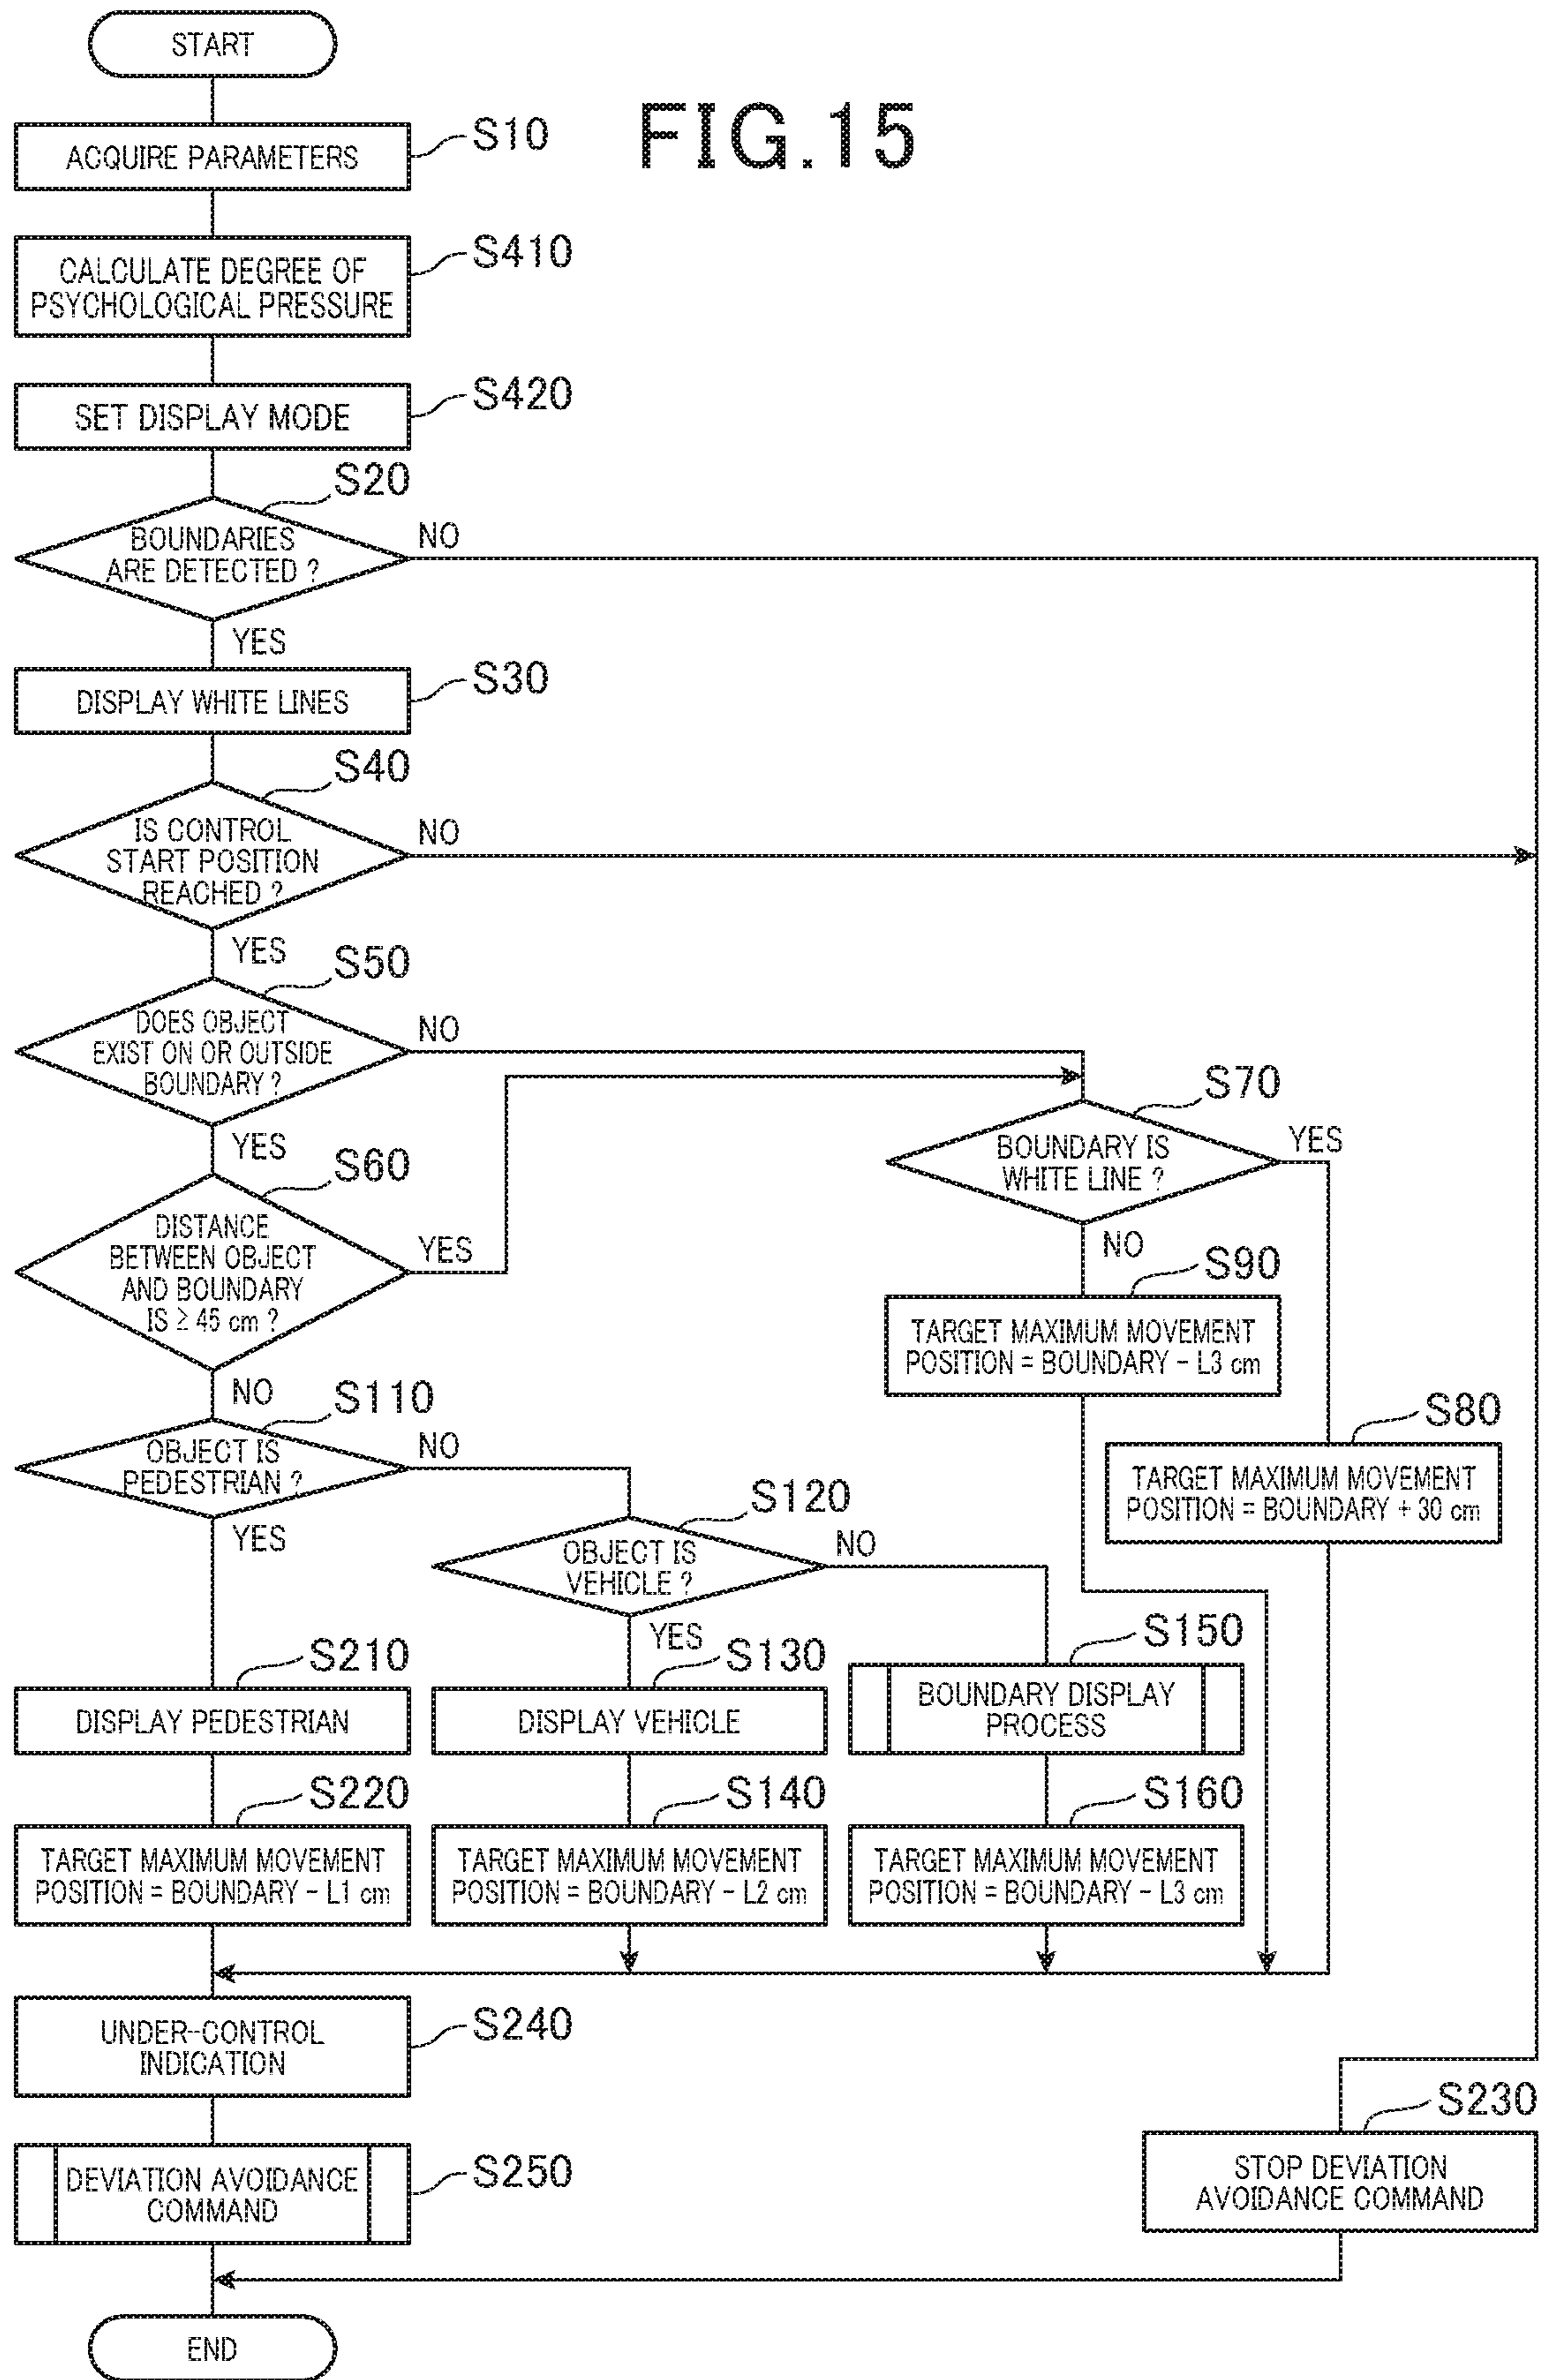 START
FIG.15
ACQUIRE PARAMETERS
S10
CALCULATE DEGREE OF
PSYCHOLOGICAL PRESSURE
S410
SET DISPLAY MODE
S420
S20
BOUNDARIES
ARE DETECTED ?
NO
YES
DISPLAY WHITE LINES
S30
S40
IS CONTROL
START POSITION
REACHED ?
NO
YES
S50
DOES OBJECT
EXIST ON OR OUTSIDE
BOUNDARY ?
NO
YES
S60
DISTANCE
BETWEEN OBJECT
AND BOUNDARY
IS ≥ 45 cm ?
YES
NO
S70
BOUNDARY IS
WHITE LINE ?
YES
NO
S90
TARGET MAXIMUM MOVEMENT
POSITION = BOUNDARY - L3 cm
S80
TARGET MAXIMUM MOVEMENT
POSITION = BOUNDARY + 30 cm
S110
OBJECT IS
PEDESTRIAN ?
NO
YES
S120
OBJECT IS
VEHICLE ?
NO
YES
S210
DISPLAY PEDESTRIAN
S130
DISPLAY VEHICLE
S150
BOUNDARY DISPLAY
PROCESS
S220
TARGET MAXIMUM MOVEMENT
POSITION = BOUNDARY - L1 cm
S140
TARGET MAXIMUM MOVEMENT
POSITION = BOUNDARY - L2 cm
S160
TARGET MAXIMUM MOVEMENT
POSITION = BOUNDARY - L3 cm
UNDER-CONTROL
INDICATION
S240
DEVIATION AVOIDANCE
COMMAND
S250
S230
STOP DEVIATION
AVOIDANCE COMMAND
END